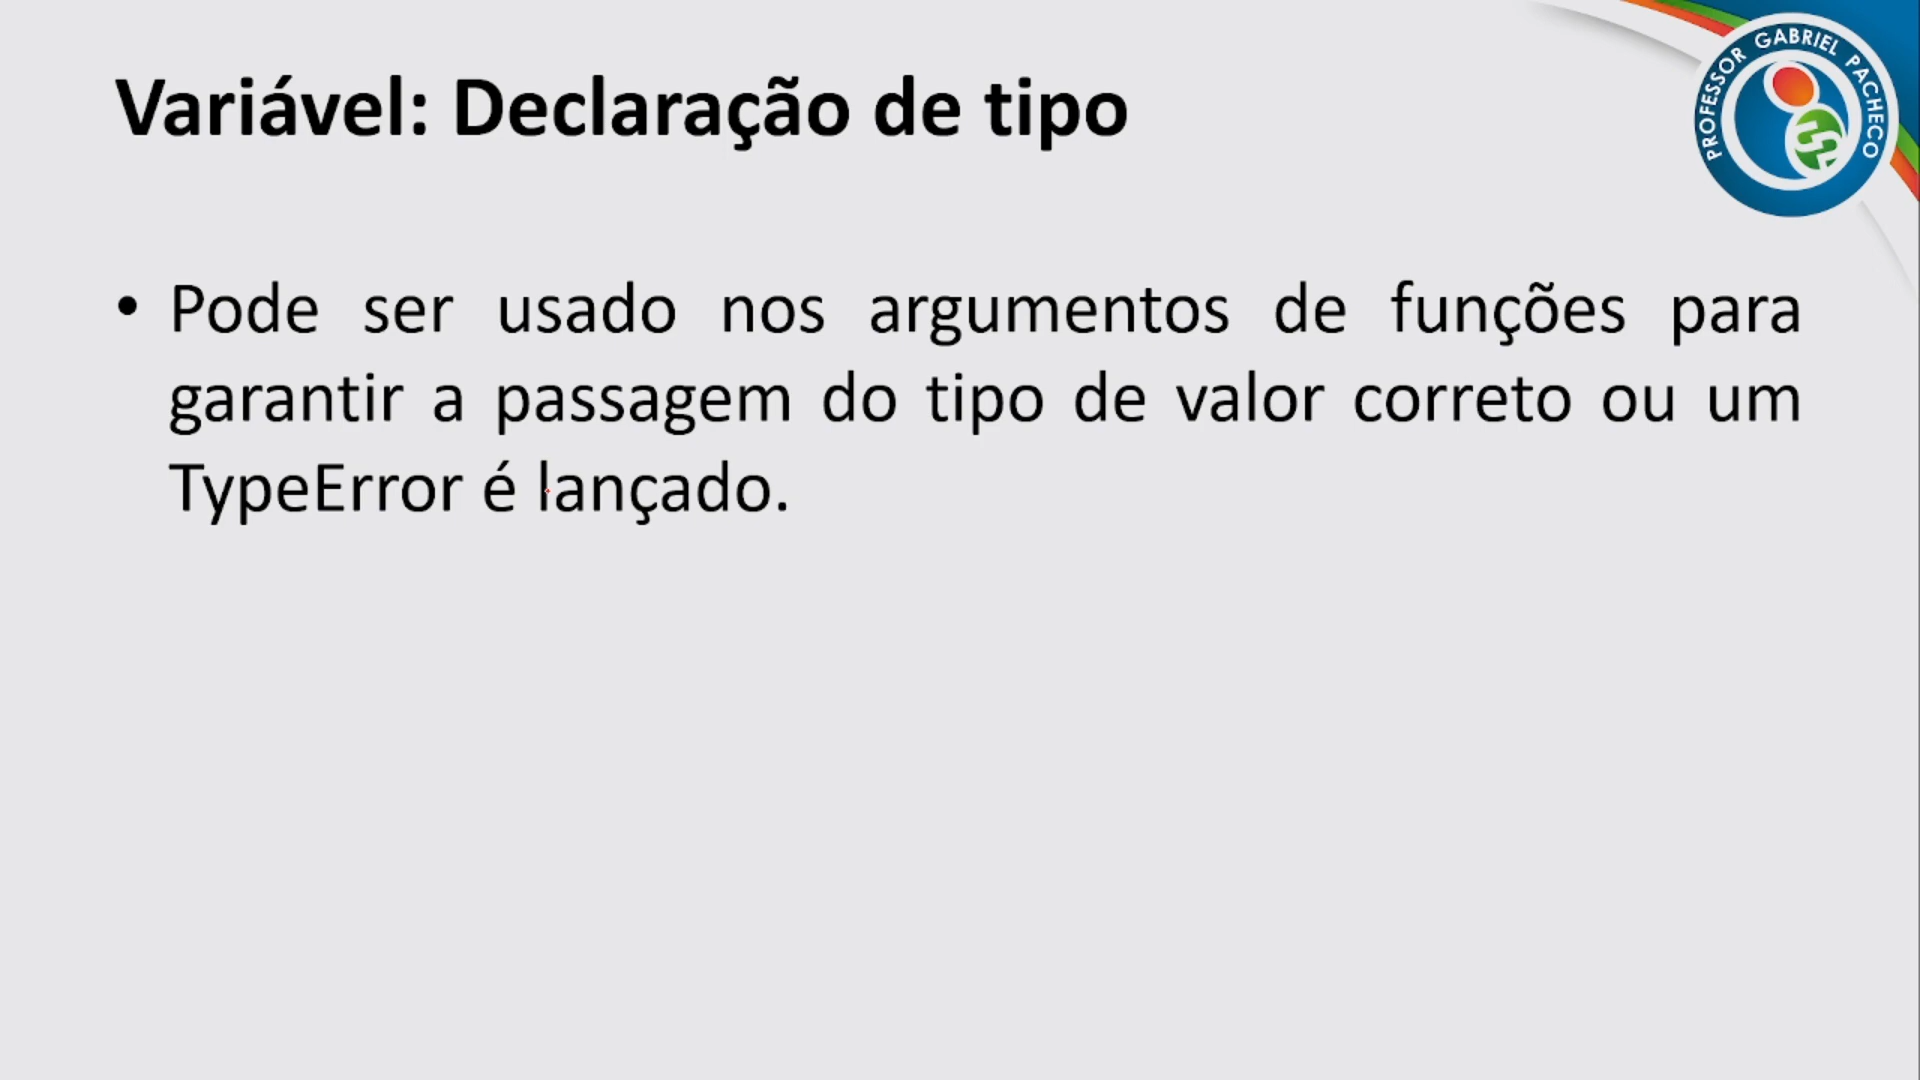 Variável: Declaração de tipo
PROFESSOR GABRIEL PACHECO
• Pode ser usado nos argumentos de funções para
garantir a passagem do tipo de valor correto ou um
TypeError é lançado.